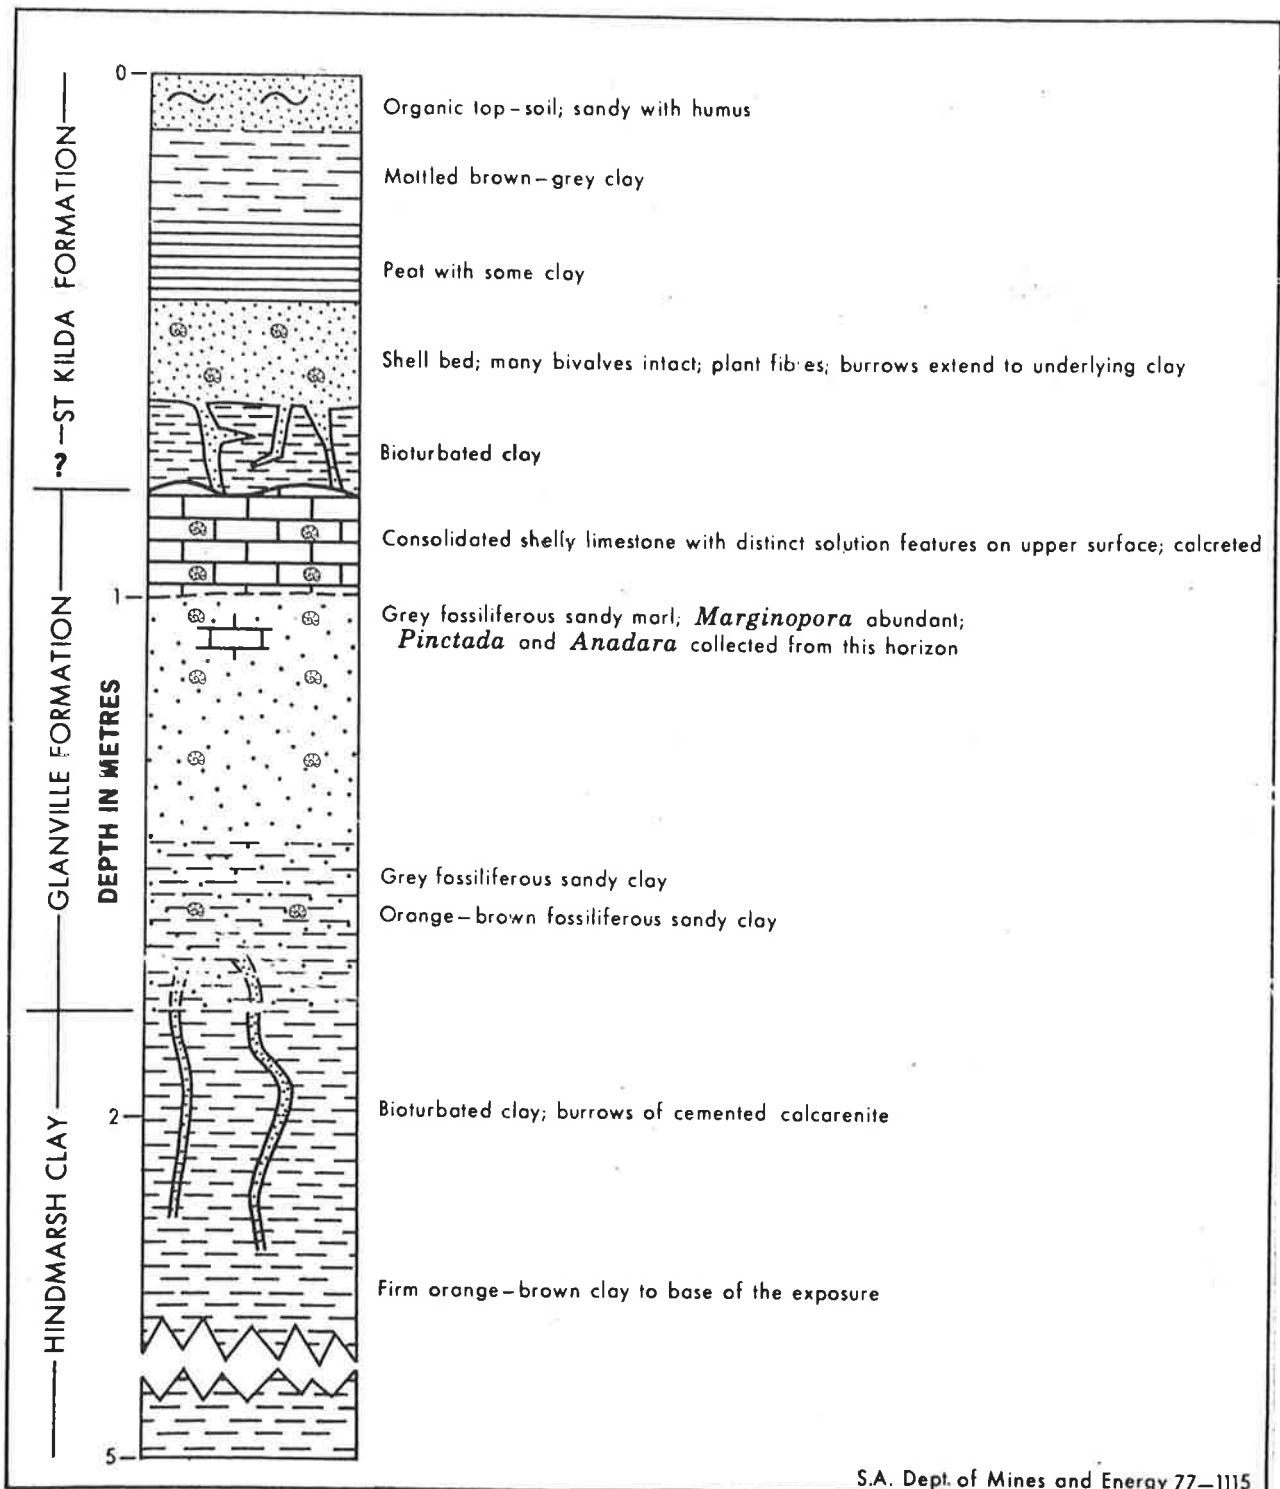 0
Organic top-soil; sandy with humus
Mottled brown-grey clay
Peat with some clay
Shell bed; many bivalves intact; plant fibres; burrows extend to underlying clay
Bioturbated clay
? ST KILDA FORMATION
Consolidated shelly limestone with distinct solution features on upper surface; calcreted
1
Grey fossiliferous sandy marl; Marginopora abundant;
Pinctada and Anadara collected from this horizon
GLANVILLE FORMATION
DEPTH IN METRES
Grey fossiliferous sandy clay
Orange-brown fossiliferous sandy clay
2
Bioturbated clay; burrows of cemented calcarenite
HINDMARSH CLAY
Firm orange-brown clay to base of the exposure
5
S.A. Dept. of Mines and Energy 77-1115